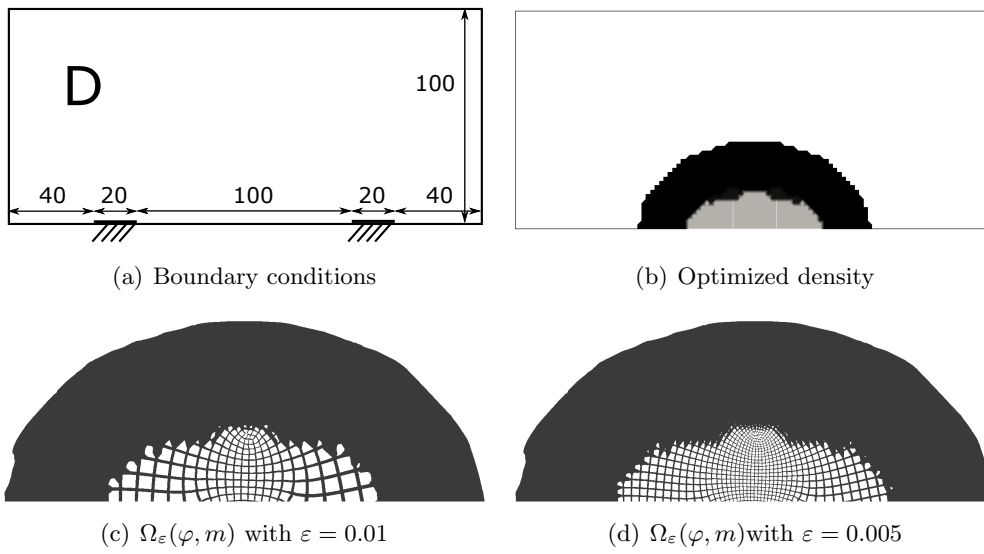 D
100
40 20 100 20 40
(a) Boundary conditions
(b) Optimized density
(c) Ωε(φ, m) with ε = 0.01
(d) Ωε(φ, m)with ε = 0.005